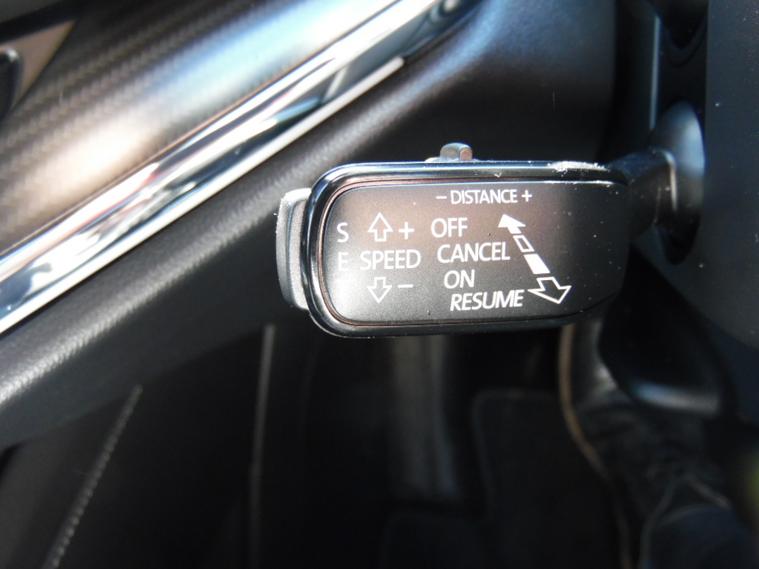 - DISTANCE +
S + OFF
E SPEED CANCEL
- ON
RESUME